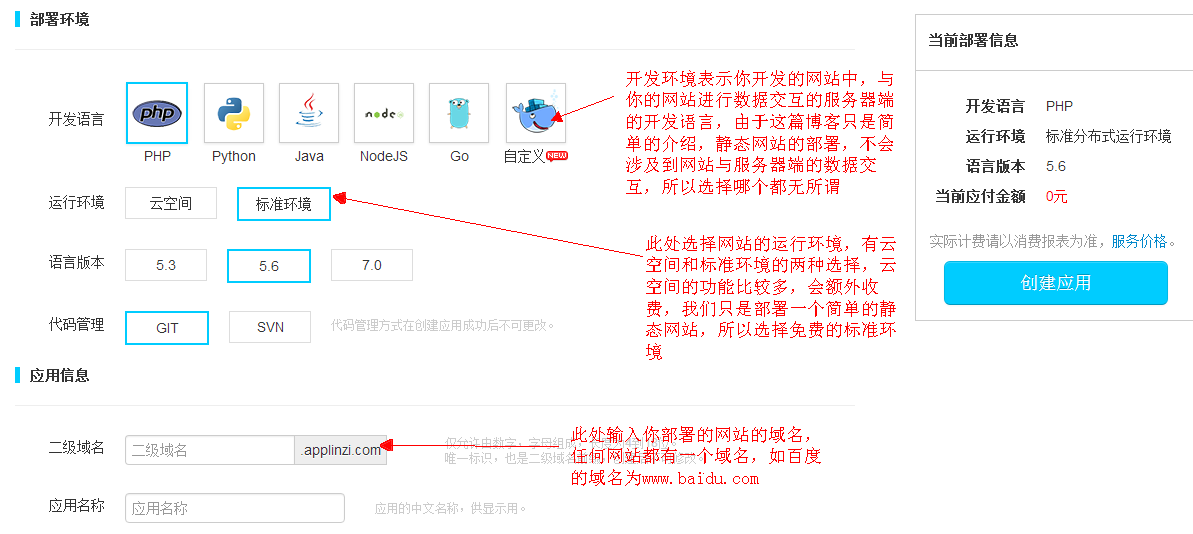 部署环境
开发语言
php
node
PHP
Python
Java
NodeJS
Go
自定义 NEW
开发环境表示你开发的网站中，与
你的网站进行数据交互的服务器端
的开发语言，由于这篇博客只是简
单的介绍，静态网站的部署，不会
涉及到网站与服务器端的数据交
互，所以选择哪个都无所谓
运行环境
云空间
标准环境
此处选择网站的运行环境，有云
空间和标准环境的两种选择，云
空间的功能比较多，会额外收
费，我们只是部署一个简单的静
态网站，所以选择免费的标准环
境
语言版本
5.3
5.6
7.0
代码管理
GIT
SVN
代码管理方式在创建应用成功后不可更改。
应用信息
二级域名
二级域名
.applinzi.com
仅允许由数字，字母组
唯一标识，也是二级域名
此处输入你部署的网站的域名，
任何网站都有一个域名，如百度
的域名为www.baidu.com
应用名称
应用名称
应用的中文名称，供显示用。
当前部署信息
开发语言 PHP
运行环境 标准分布式运行环境
语言版本 5.6
当前应付金额 0元
实际计费请以消费报表为准，服务价格。
创建应用